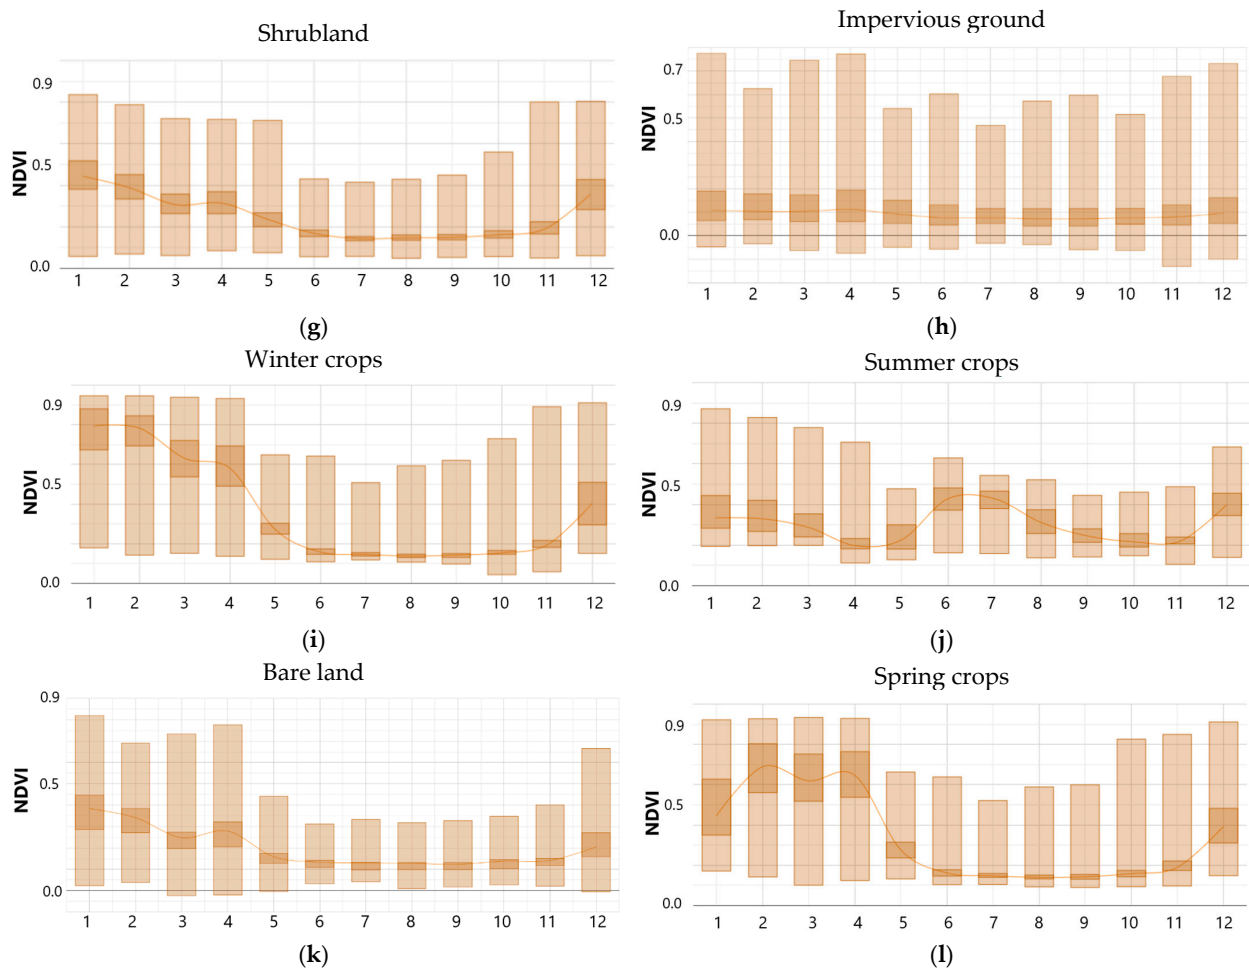 Shrubland
NDVI
0.9
0.5
0.0
1 2 3 4 5 6 7 8 9 10 11 12
(g)
Impervious ground
NDVI
0.7
0.5
0.0
1 2 3 4 5 6 7 8 9 10 11 12
(h)
Winter crops
NDVI
0.9
0.5
0.0
1 2 3 4 5 6 7 8 9 10 11 12
(i)
Summer crops
NDVI
0.9
0.5
0.0
1 2 3 4 5 6 7 8 9 10 11 12
(j)
Bare land
NDVI
0.9
0.5
0.0
1 2 3 4 5 6 7 8 9 10 11 12
(k)
Spring crops
NDVI
0.9
0.5
0.0
1 2 3 4 5 6 7 8 9 10 11 12
(l)